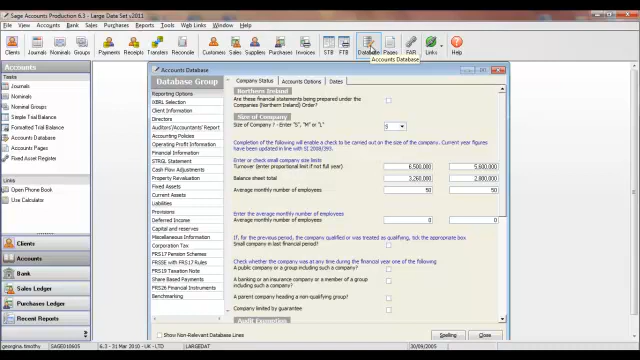 Sage Accounts Production 6.3 - Large Data Set v2011
File View Accounts Bank Sales Purchases Reports Tools Web Links Window Help
Clients Journals Nominals Groups Payments Receipts Transfers Reconcile Customers Sales Suppliers Purchases Invoices STB FTB Database Pages FAR Links Help
Accounts Database
Accounts
Tasks
Journals
Nominals
Nominal Groups
Simple Trial Balance
Formatted Trial Balance
Accounts Database
Accounts Pages
Fixed Asset Register
Links
Open Phone Book
Use Calculator
Clients
Accounts
Bank
Sales Ledger
Purchases Ledger
Recent Reports
Accounts Database
Database Group
Reporting Options
iXBRL Selection
Client Information
Directors
Auditors/Accountants' Report
Accounting Policies
Operating Profit Information
Financial Information
STRGL Statement
Cash Flow Adjustments
Property Revaluation
Fixed Assets
Current Assets
Liabilities
Provisions
Deferred Income
Capital and reserves
Miscellaneous Information
Corporation Tax
FRS17 Pension Schemes
FRSSE with FRS17 Rules
FRS19 Taxation Note
Share Based Payments
FRS26 Financial Instruments
Benchmarking
Show Non-Relevant Database Lines
Company Status Accounts Options Dates
Northern Ireland
Are these financial statements being prepared under the
Companies (Northern Ireland) Order?
Size of Company
Size of Company ? - Enter "S", "M" or "L" S
Completion of the following will enable a check to be carried out on the size of the company. Current year figures
have been updated in line with SI 2008/393.
Enter or check small company size limits
Turnover (enter proportional limit if not full year) 6,500,000 5,600,000
Balance sheet total 3,260,000 2,800,000
Average monthly number of employees 50 50
Enter the average monthly number of employees
Average monthly number of employees 0 0
If, for the previous period, the company qualified or was treated as qualifying, tick the appropriate box
Small company in last financial period?
Check whether the company was at any time during the financial year one of the following
A public company or a group including such a company?
A banking or an insurance company or a member of a group
including such a company?
A parent company heading a non-qualifying group?
Company limited by guarantee
Audit Exemption
Spelling Close
georgina.timothy SAGE010605 6.3 - 31 Mar 2010 - UK - LTD LARGEDAT 30/09/2005